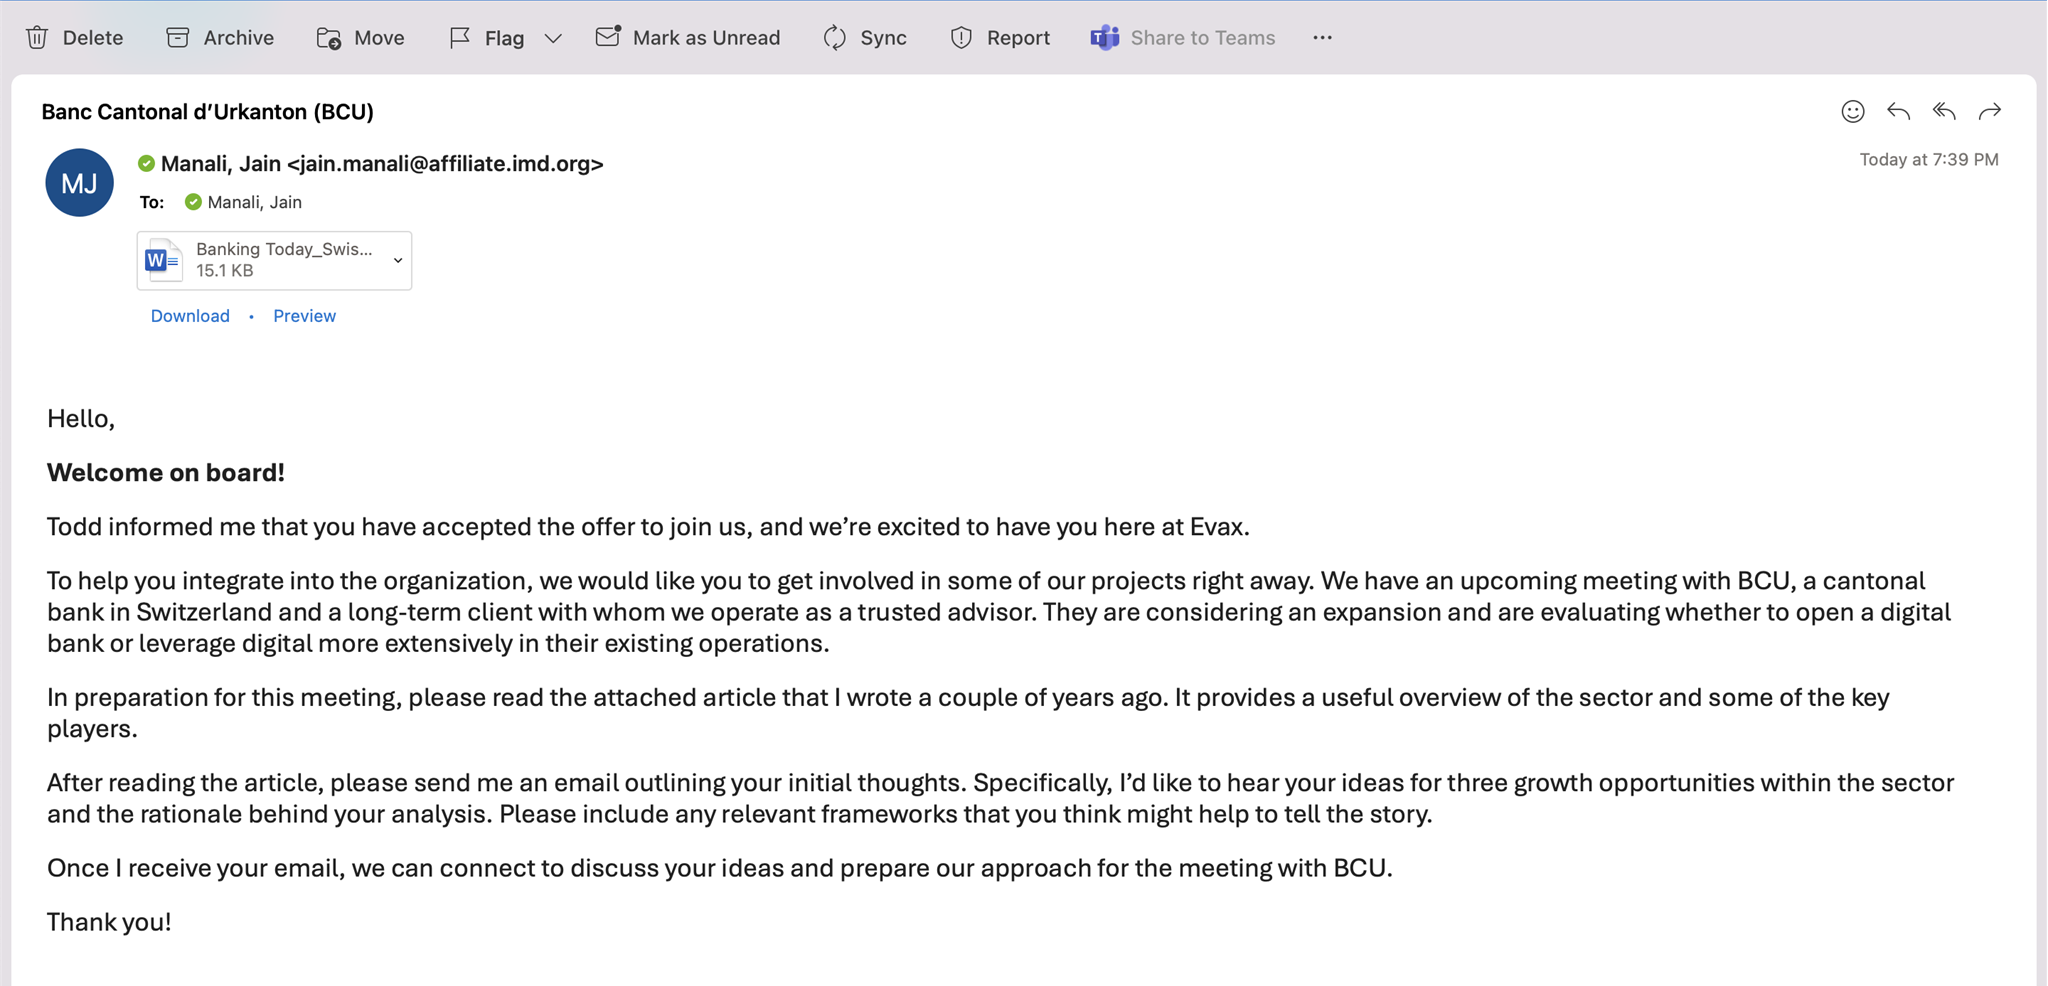 Delete Archive Move Flag Mark as Unread Sync Report Share to Teams ...
Banc Cantonal d’Urkanton (BCU)
MJ
Manali, Jain <jain.manali@affiliate.imd.org>
Today at 7:39 PM
To: Manali, Jain
W
Banking Today_Swis...
15.1 KB
Download • Preview
Hello,
Welcome on board!
Todd informed me that you have accepted the offer to join us, and we’re excited to have you here at Evax.
To help you integrate into the organization, we would like you to get involved in some of our projects right away. We have an upcoming meeting with BCU, a cantonal
bank in Switzerland and a long-term client with whom we operate as a trusted advisor. They are considering an expansion and are evaluating whether to open a digital
bank or leverage digital more extensively in their existing operations.
In preparation for this meeting, please read the attached article that I wrote a couple of years ago. It provides a useful overview of the sector and some of the key
players.
After reading the article, please send me an email outlining your initial thoughts. Specifically, I’d like to hear your ideas for three growth opportunities within the sector
and the rationale behind your analysis. Please include any relevant frameworks that you think might help to tell the story.
Once I receive your email, we can connect to discuss your ideas and prepare our approach for the meeting with BCU.
Thank you!